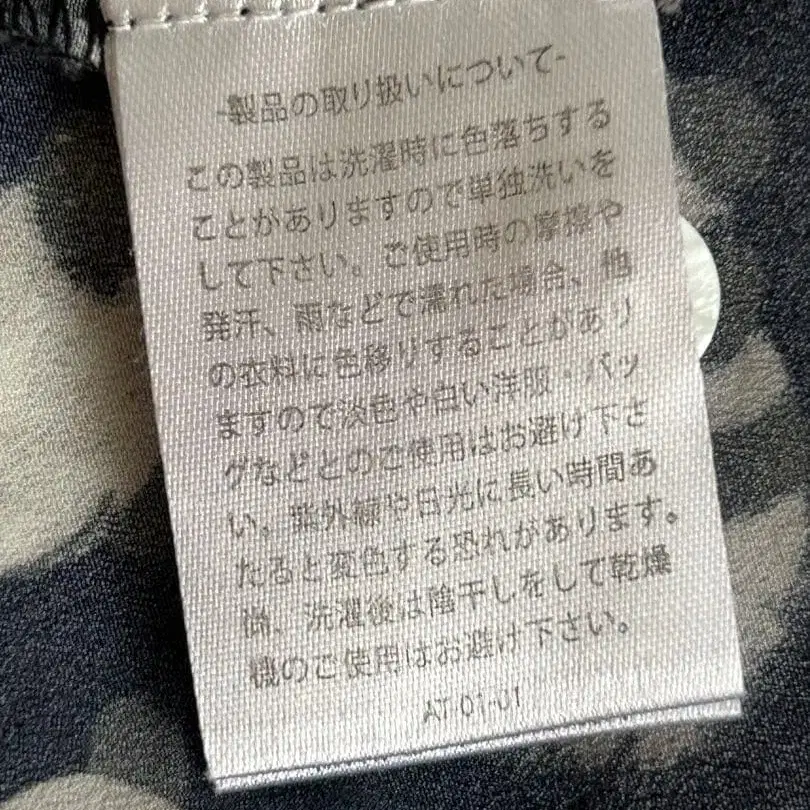 -製品の取り扱いについて-
この製品は洗濯時に色落ちする
ことがありますので単独洗いを
して下さい。ご使用時の摩擦や
発汗、雨などで濡れた場合、他
の衣料に色移りすることがあり
ますので淡色や白い洋服・バッ
グなどとのご使用はお避け下さ
い。紫外線や日光に長い時間あ
たると変色する恐れがあります。
尚、洗濯後は陰干しをして乾燥
機のご使用はお避け下さい。
AT-01-01